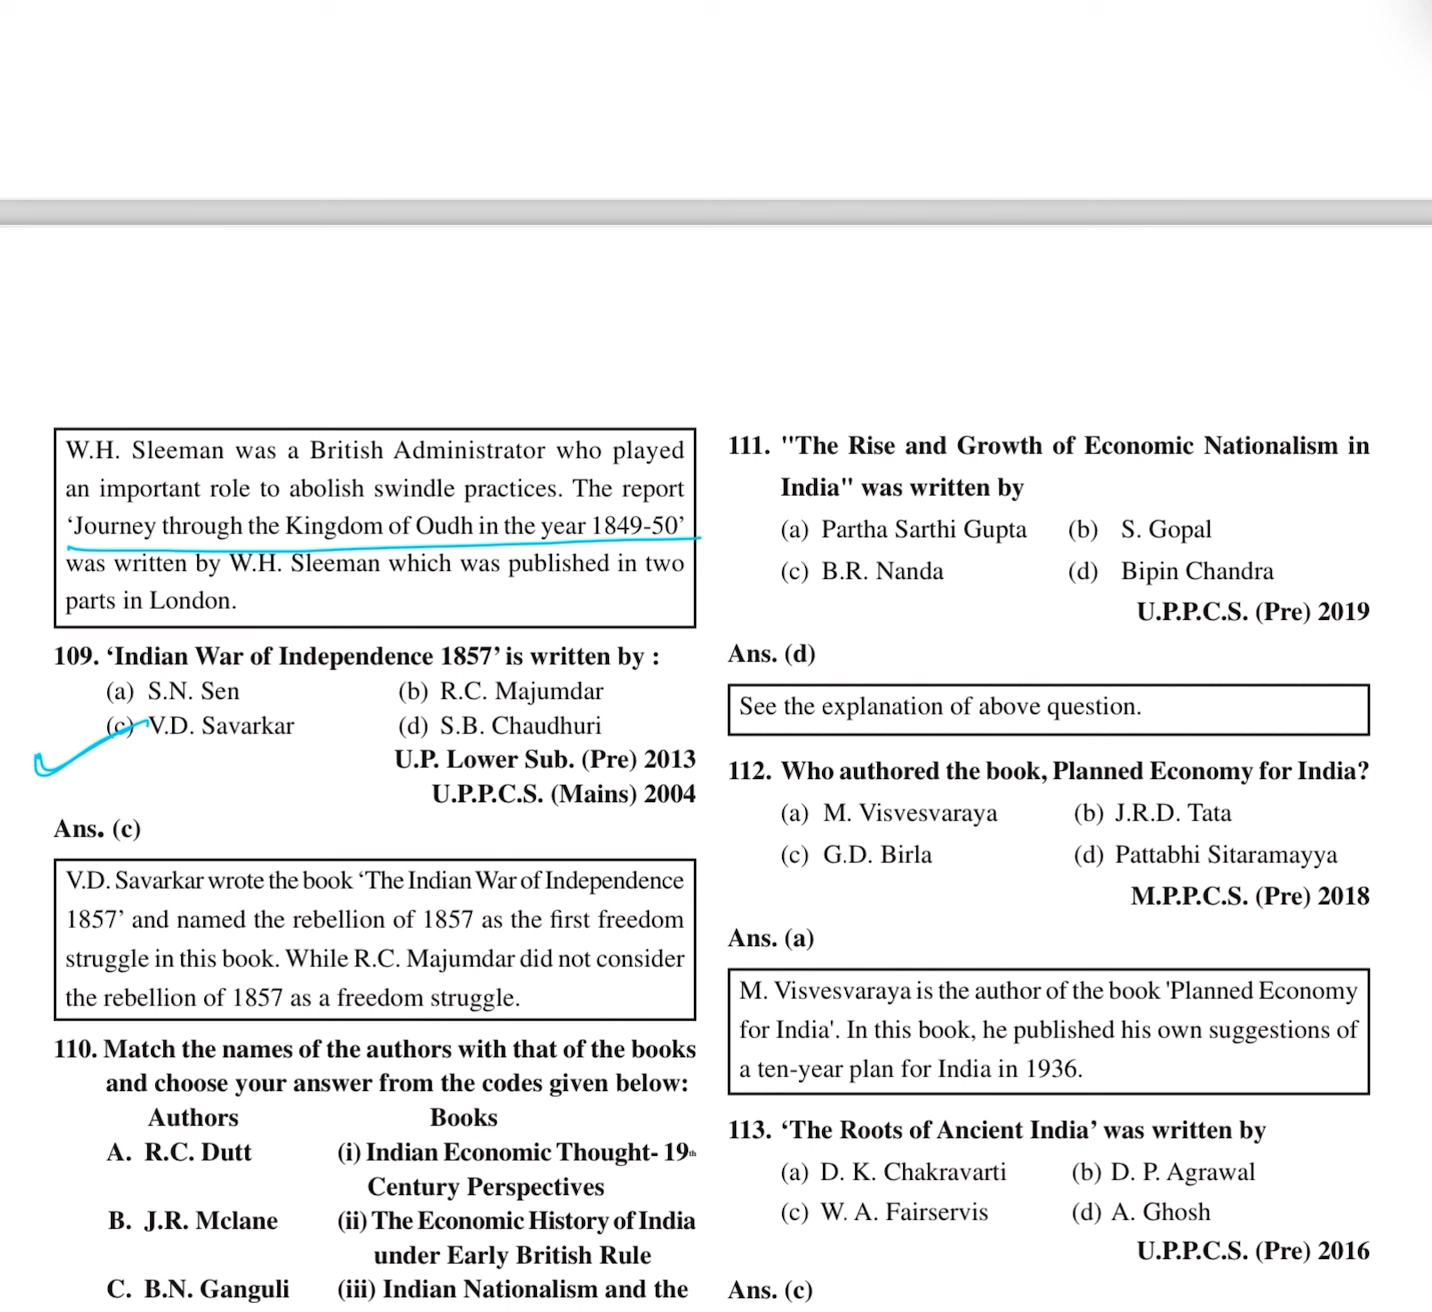 W.H. Sleeman was a British Administrator who played
an important role to abolish swindle practices. The report
‘Journey through the Kingdom of Oudh in the year 1849-50’
was written by W.H. Sleeman which was published in two
parts in London.
109. ‘Indian War of Independence 1857’ is written by :
(a) S.N. Sen (b) R.C. Majumdar
(c) V.D. Savarkar (d) S.B. Chaudhuri
U.P. Lower Sub. (Pre) 2013
U.P.P.C.S. (Mains) 2004
Ans. (c)
V.D. Savarkar wrote the book ‘The Indian War of Independence
1857’ and named the rebellion of 1857 as the first freedom
struggle in this book. While R.C. Majumdar did not consider
the rebellion of 1857 as a freedom struggle.
110. Match the names of the authors with that of the books
and choose your answer from the codes given below:
Authors Books
A. R.C. Dutt (i) Indian Economic Thought- 19th
Century Perspectives
B. J.R. Mclane (ii) The Economic History of India
under Early British Rule
C. B.N. Ganguli (iii) Indian Nationalism and the
111. "The Rise and Growth of Economic Nationalism in
India" was written by
(a) Partha Sarthi Gupta (b) S. Gopal
(c) B.R. Nanda (d) Bipin Chandra
U.P.P.C.S. (Pre) 2019
Ans. (d)
See the explanation of above question.
112. Who authored the book, Planned Economy for India?
(a) M. Visvesvaraya (b) J.R.D. Tata
(c) G.D. Birla (d) Pattabhi Sitaramayya
M.P.P.C.S. (Pre) 2018
Ans. (a)
M. Visvesvaraya is the author of the book 'Planned Economy
for India'. In this book, he published his own suggestions of
a ten-year plan for India in 1936.
113. ‘The Roots of Ancient India’ was written by
(a) D. K. Chakravarti (b) D. P. Agrawal
(c) W. A. Fairservis (d) A. Ghosh
U.P.P.C.S. (Pre) 2016
Ans. (c)